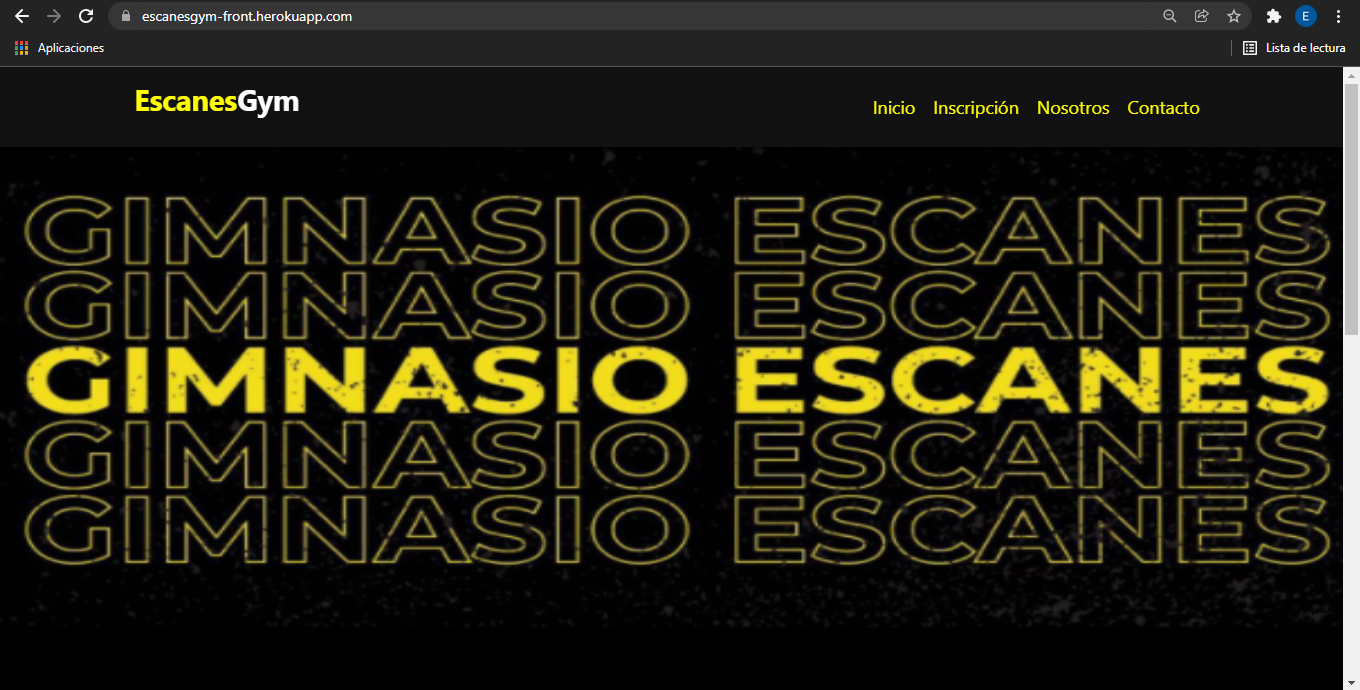 escanesgym-front.herokuapp.com
E
Aplicaciones
Lista de lectura
EscanesGym
Inicio Inscripción Nosotros Contacto
GIMNASIO ESCANES
GIMNASIO ESCANES
GIMNASIO ESCANES
GIMNASIO ESCANES
GIMNASIO ESCANES